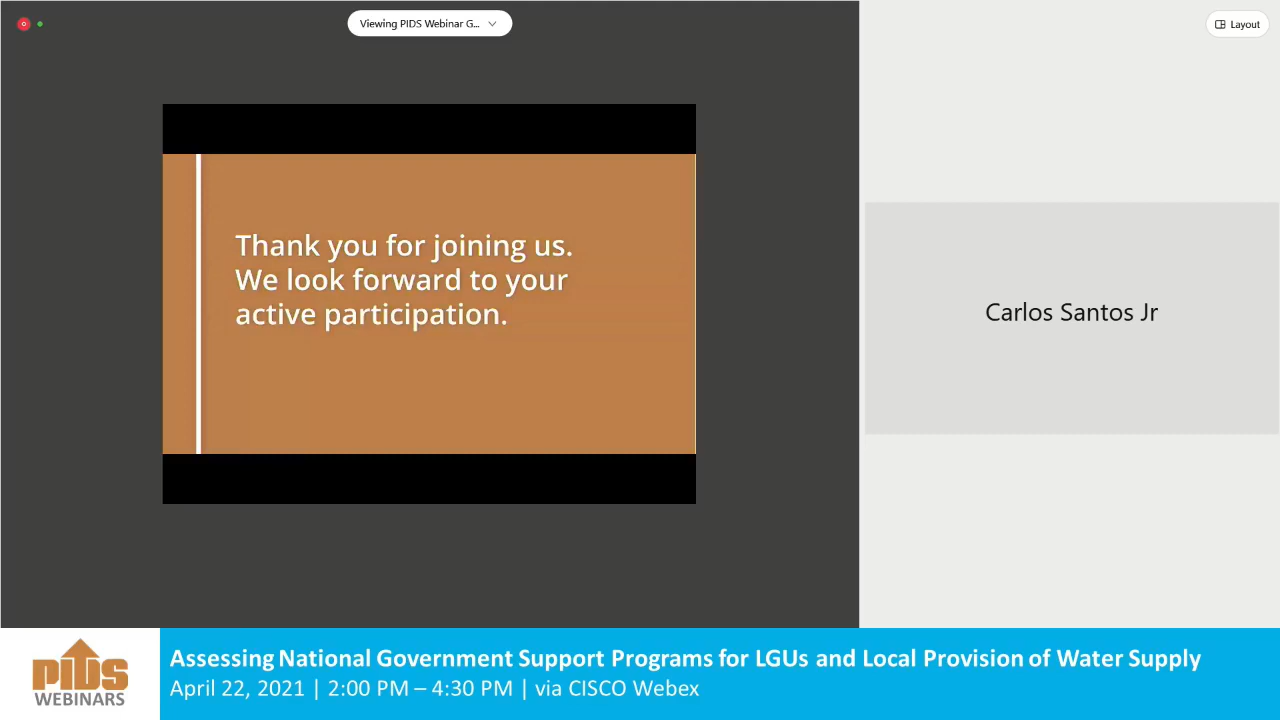 Viewing PIDS Webinar G...
Layout
Thank you for joining us.
We look forward to your
active participation.
Carlos Santos Jr
PIDS
WEBINARS
Assessing National Government Support Programs for LGUs and Local Provision of Water Supply
April 22, 2021 | 2:00 PM – 4:30 PM | via CISCO Webex